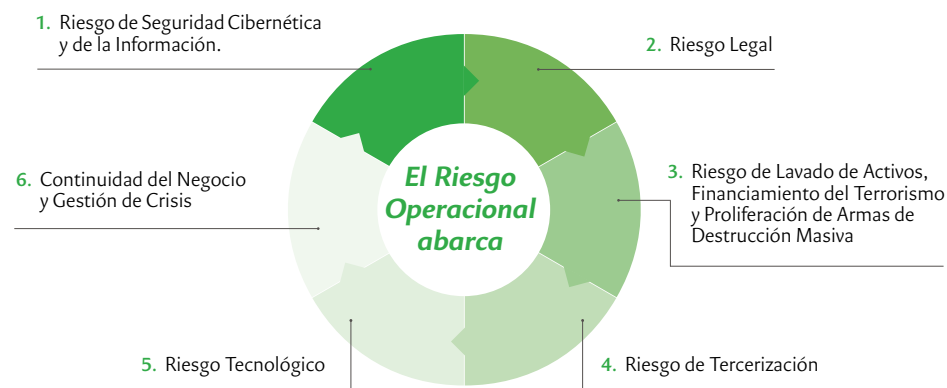 1. Riesgo de Seguridad Cibernética
y de la Información.
2. Riesgo Legal
3. Riesgo de Lavado de Activos,
Financiamiento del Terrorismo
y Proliferación de Armas de
Destrucción Masiva
4. Riesgo de Tercerización
5. Riesgo Tecnológico
6. Continuidad del Negocio
y Gestión de Crisis
El Riesgo
Operacional
abarca